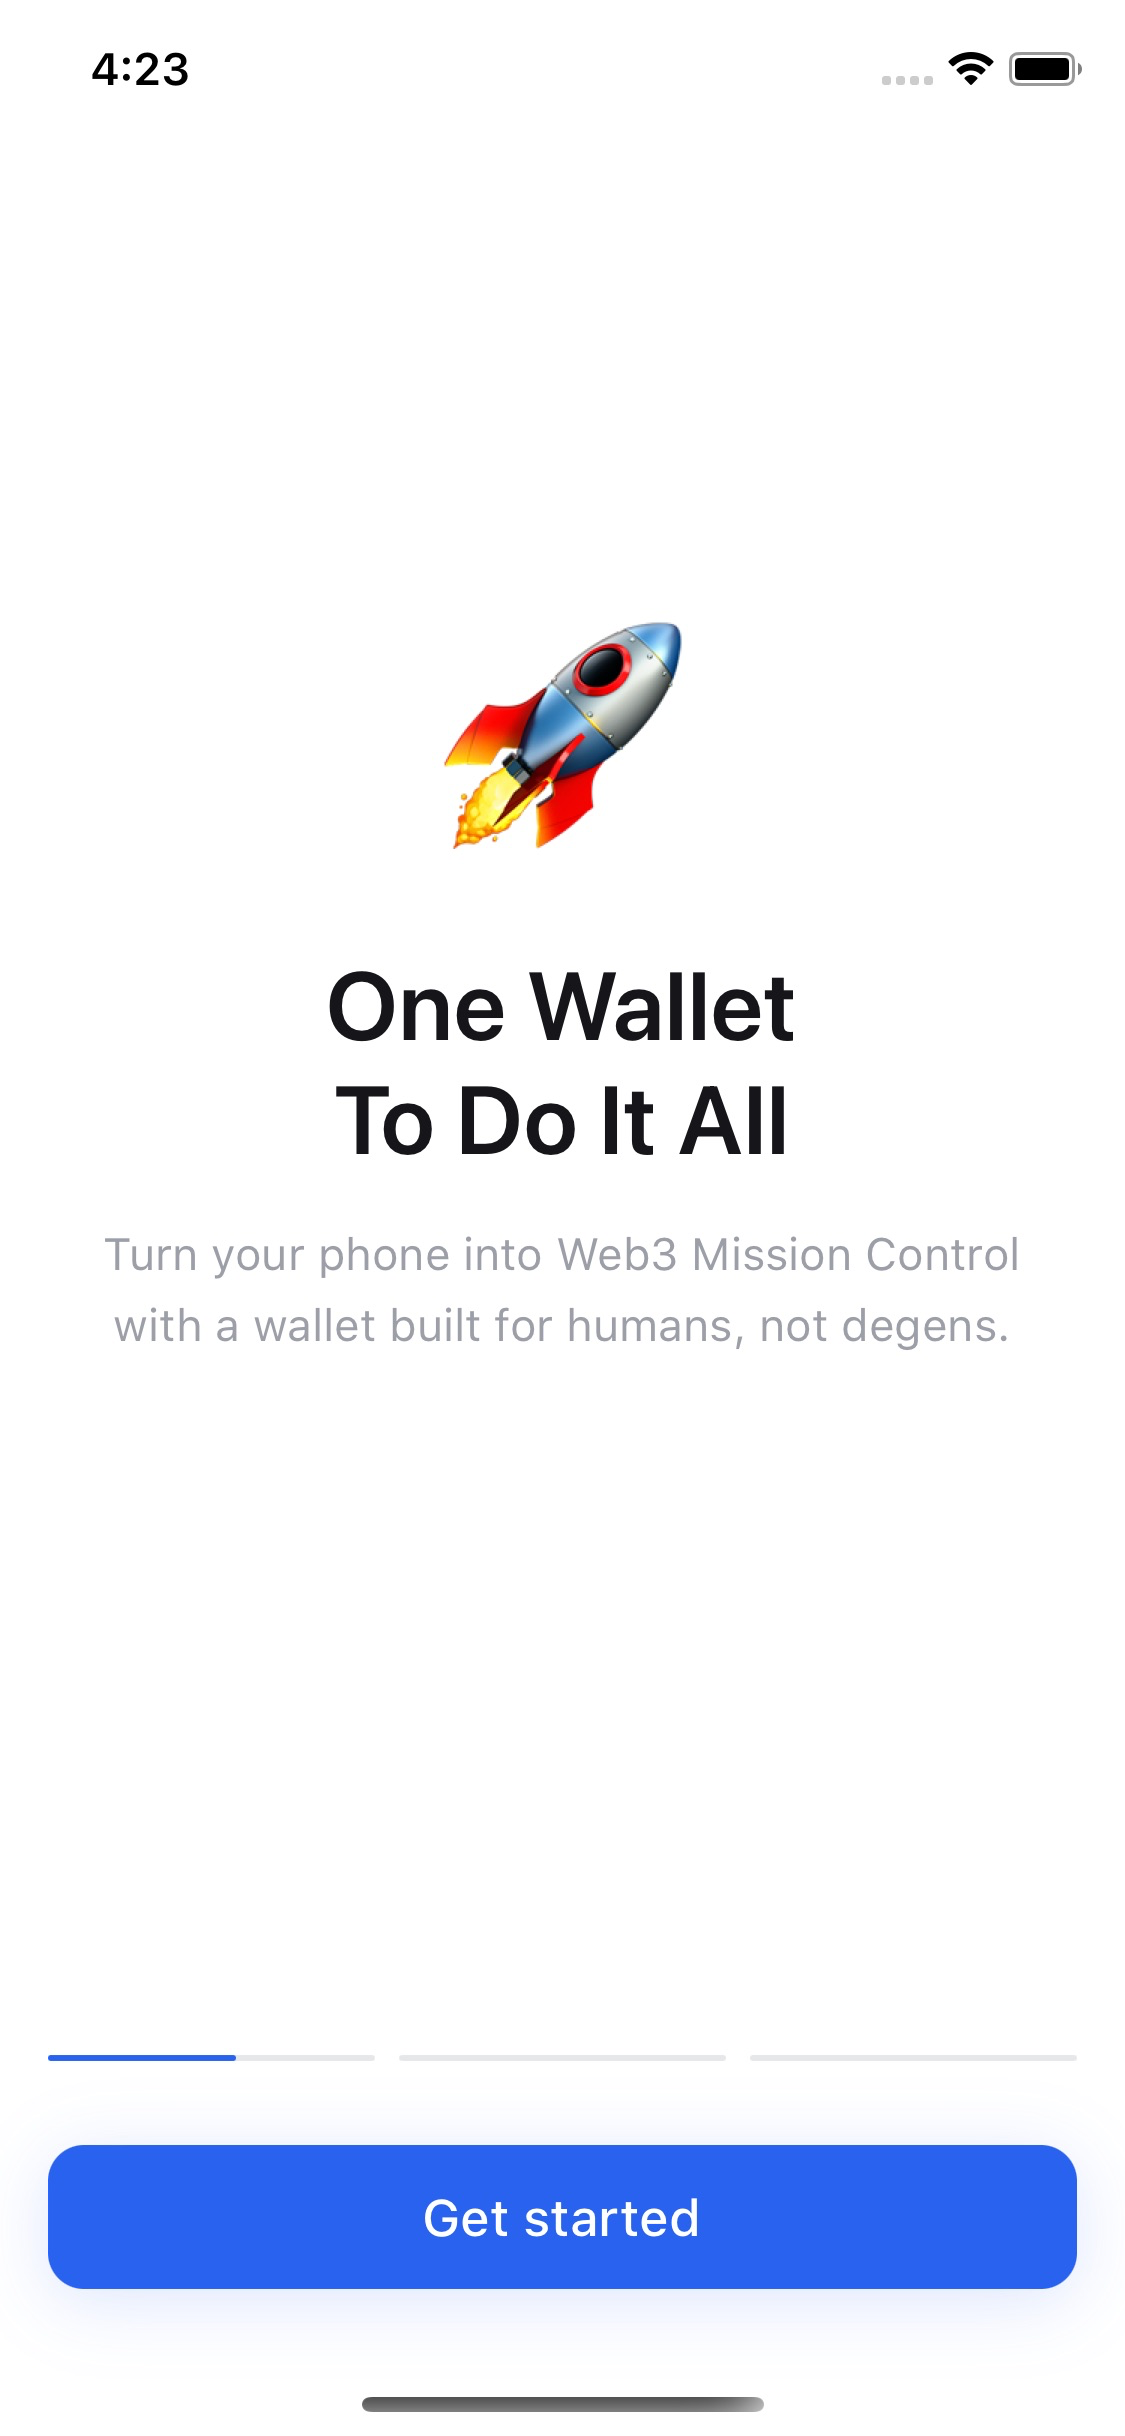 4:23
One Wallet
To Do It All
Turn your phone into Web3 Mission Control
with a wallet built for humans, not degens.
Get started